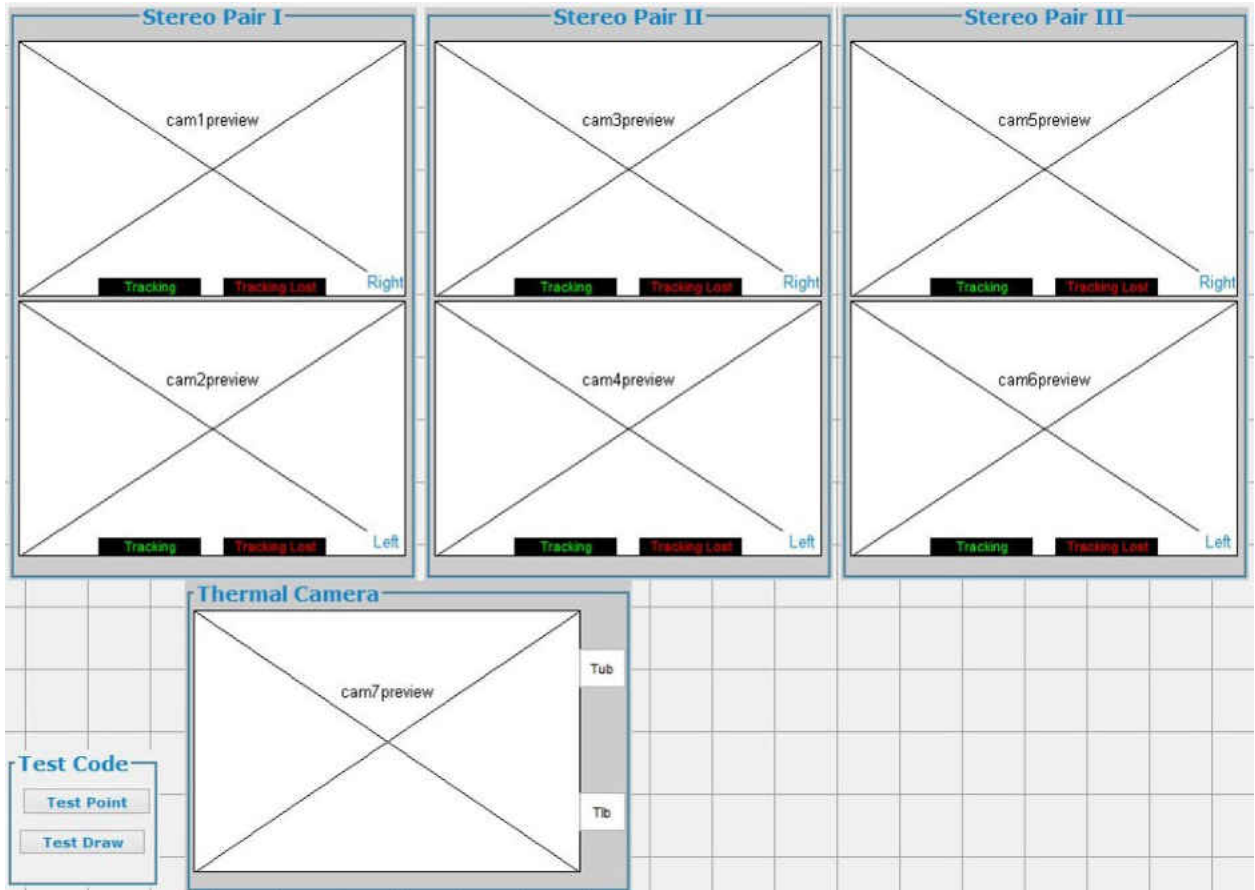 Stereo Pair I
cam1preview
Tracking Tracking Lost Right
cam2preview
Tracking Tracking Lost Left
Stereo Pair II
cam3preview
Tracking Tracking Lost Right
cam4preview
Tracking Tracking Lost Left
Stereo Pair III
cam5preview
Tracking Tracking Lost Right
cam6preview
Tracking Tracking Lost Left
Thermal Camera
cam7preview
Tub
Tlb
Test Code
Test Point
Test Draw